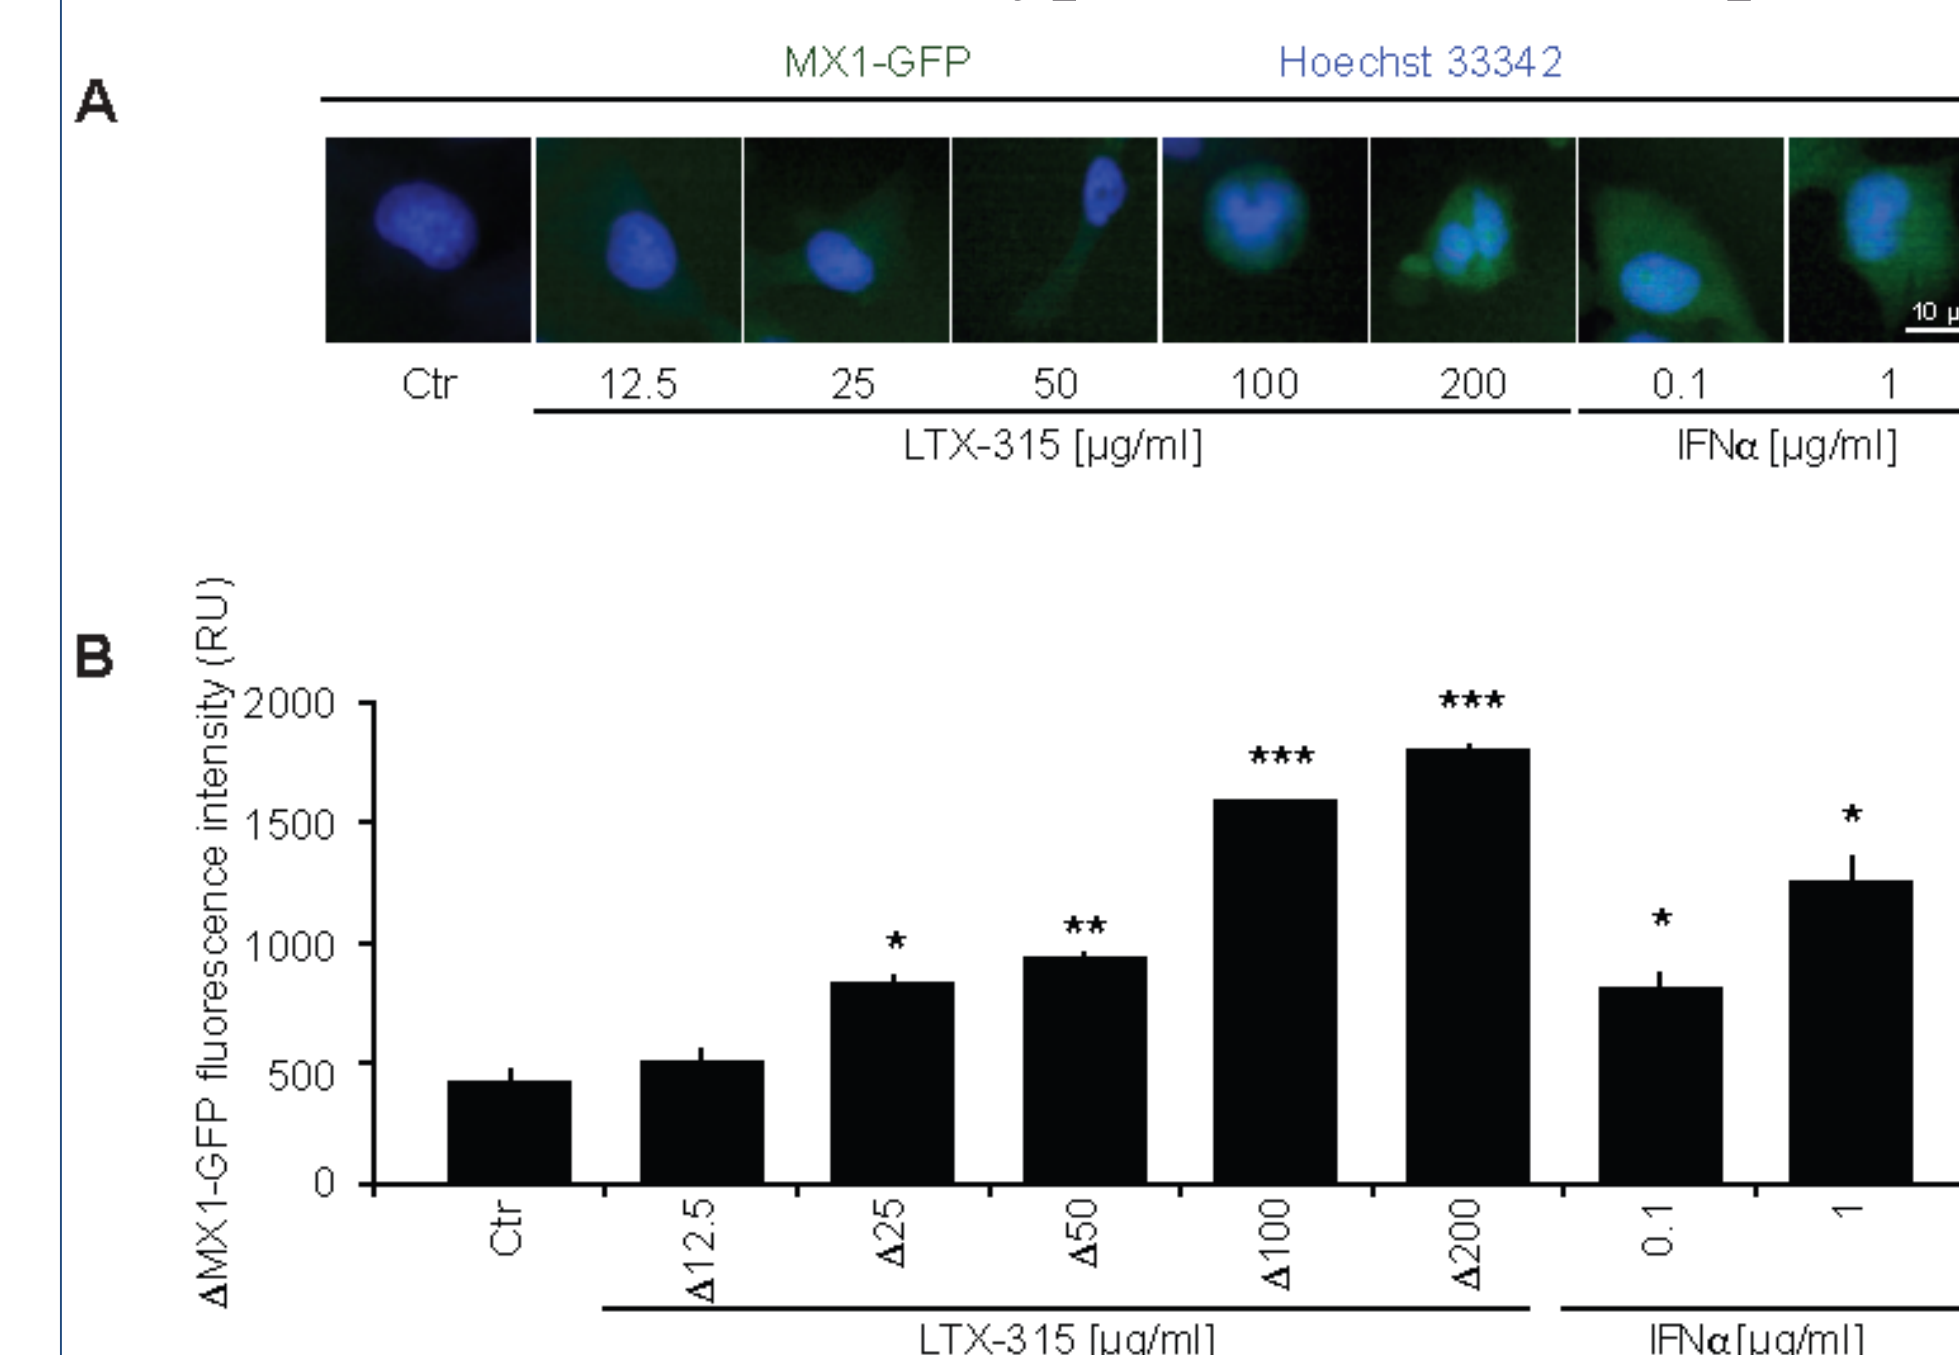 A
MX1-GFP Hoechst 33342
10 µ
Ctr 12.5 25 50 100 200 0.1 1
LTX-315 [µg/ml] IFNα [µg/ml]
B
ΔMX1-GFP fluorescence intensity (RU)
2000
1500
1000
500
0
* ** *** *** * *
Ctr Δ12.5 Δ25 Δ50 Δ100 Δ200 0.1 1
LTX-315 [µg/ml] IFNα[µg/ml]